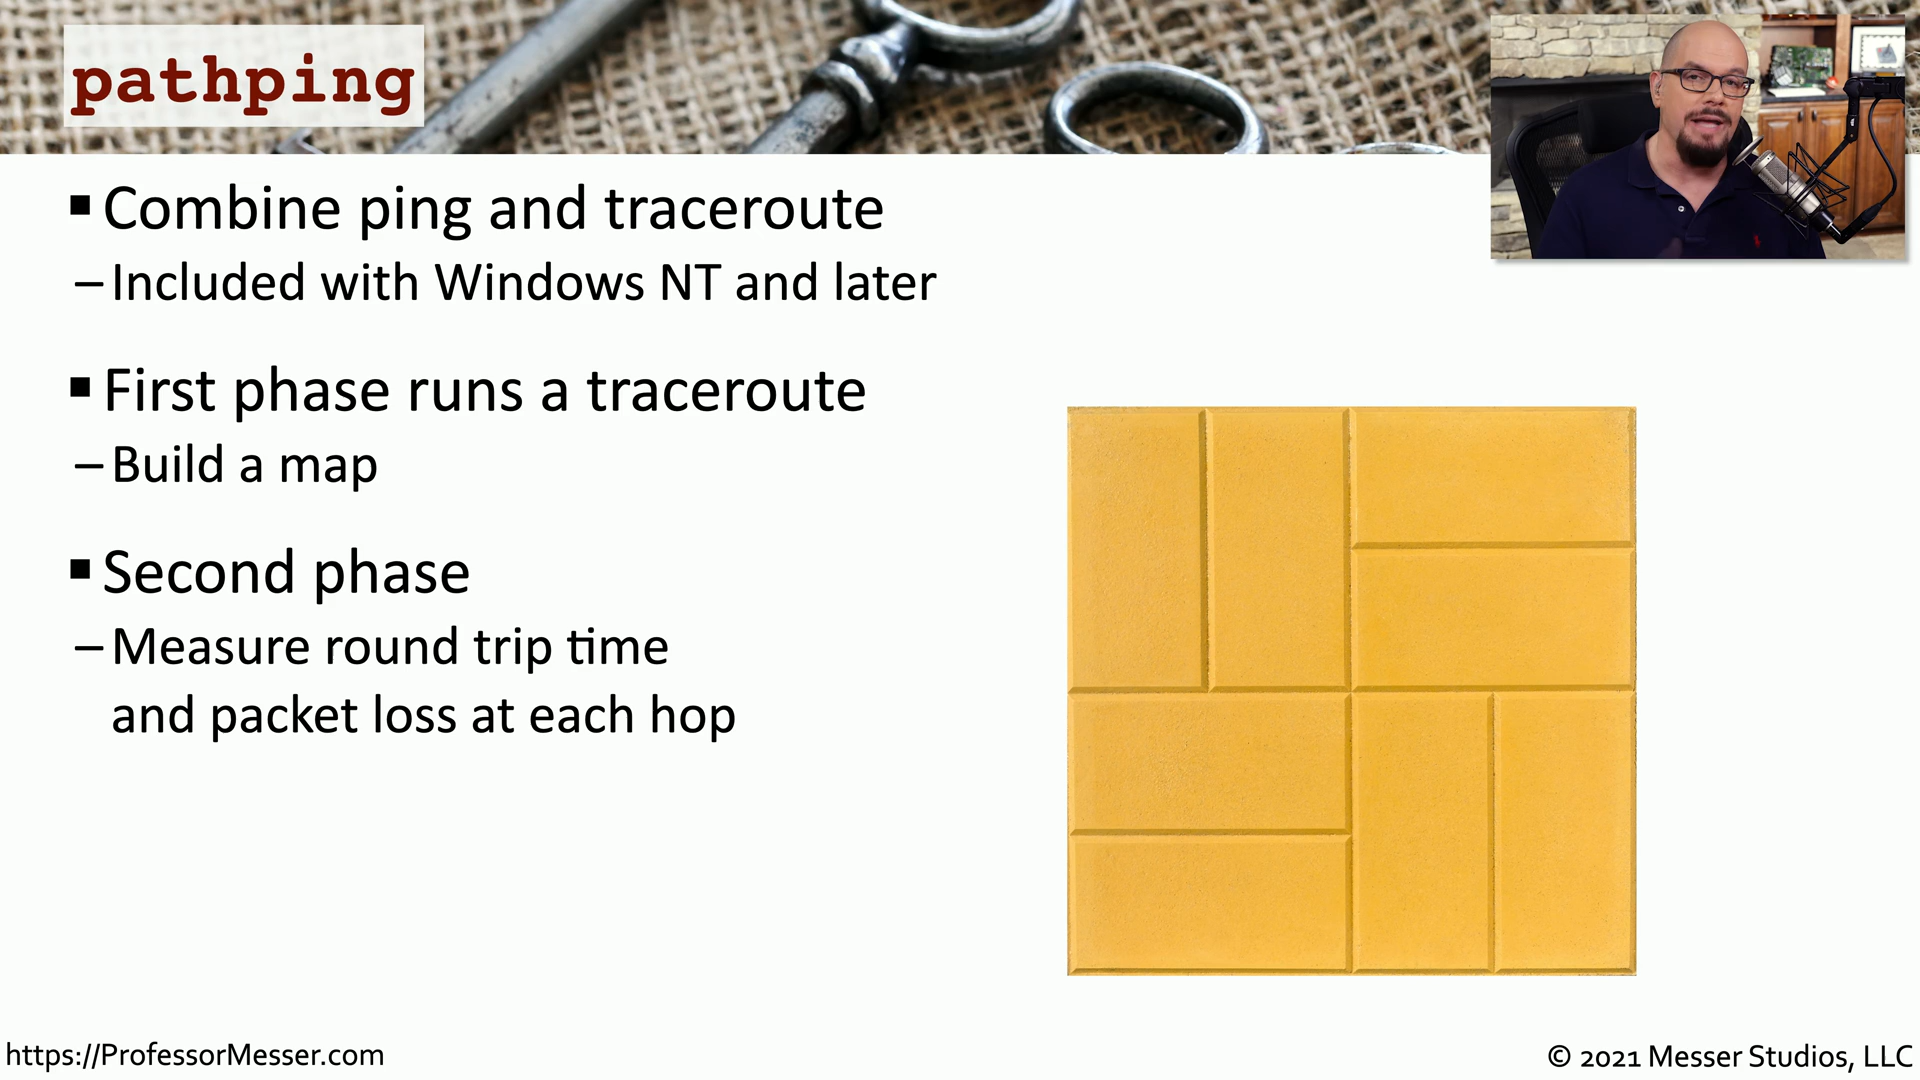 pathping
▪ Combine ping and traceroute
– Included with Windows NT and later
▪ First phase runs a traceroute
– Build a map
▪ Second phase
– Measure round trip time
and packet loss at each hop
https://ProfessorMesser.com
© 2021 Messer Studios, LLC